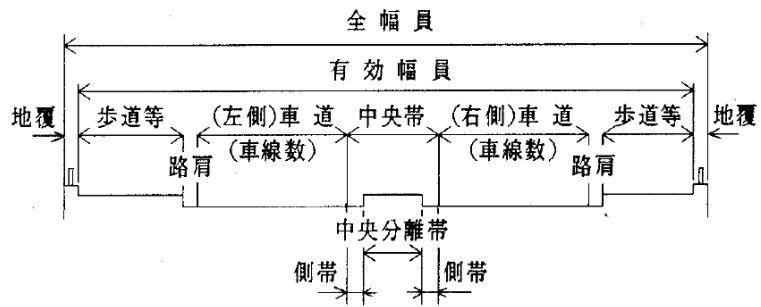 全幅員
有効幅員
地覆 歩道等 (左側)車道 中央帯 (右側)車道 歩道等 地覆
路肩 (車線数) (車線数) 路肩
中央分離帯
側帯 側帯